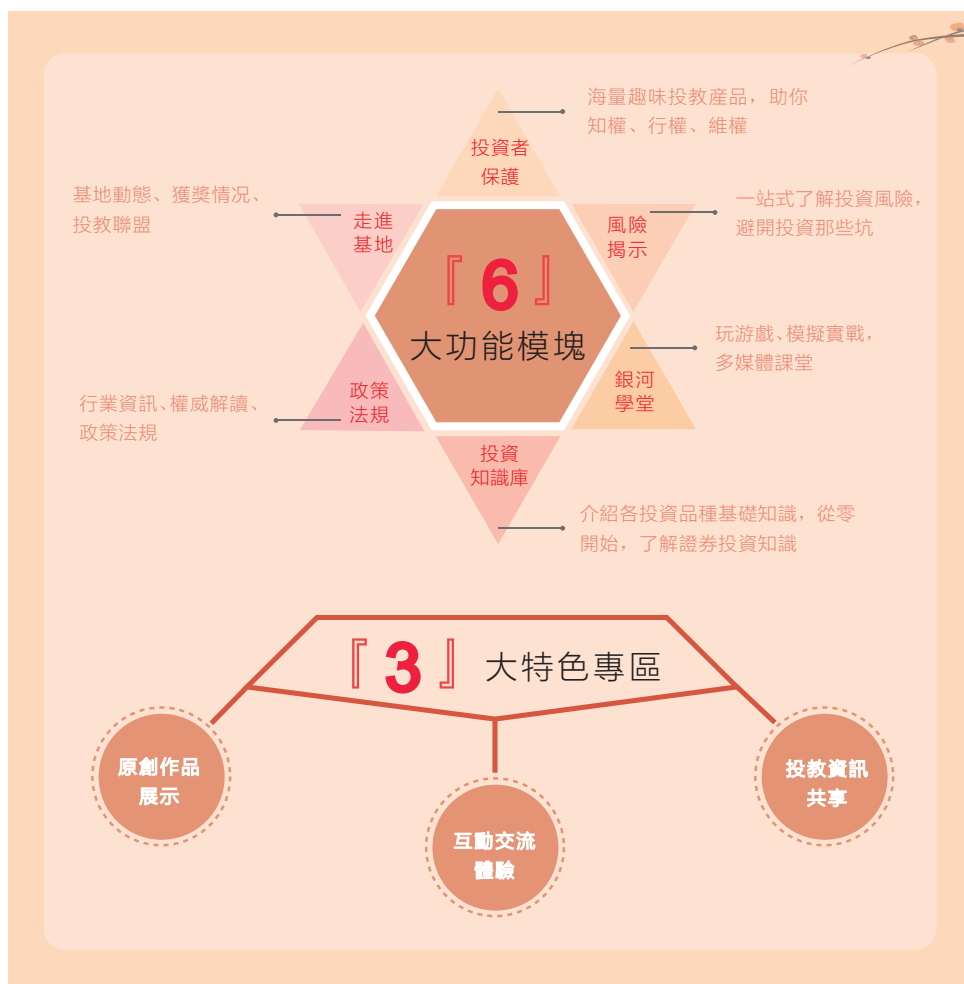 海量趣味投教産品，助你
知權、行權、維權
投資者
保護
基地動態、獲獎情况、
投教聯盟
走進
基地
風險
揭示
一站式了解投資風險，
避開投資那些坑
『6』
大功能模塊
玩游戲、模擬實戰，
多媒體課堂
銀河
學堂
政策
法規
行業資訊、權威解讀、
政策法規
投資
知識庫
介紹各投資品種基礎知識，從零
開始，了解證券投資知識
『3』 大特色專區
原創作品
展示
投教資訊
共享
互動交流
體驗